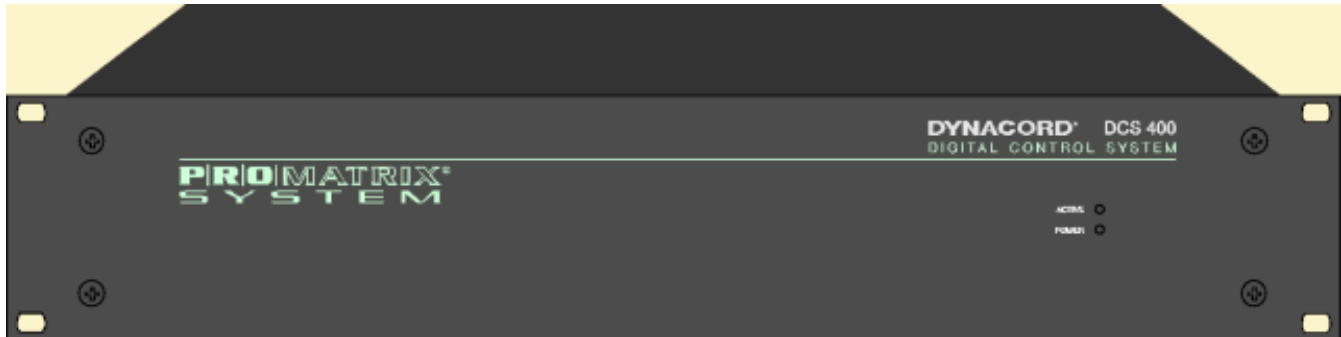 DYNACORD® DCS 400
DIGITAL CONTROL SYSTEM
PROMATRIX®
SYSTEM
ACTIVE
POWER